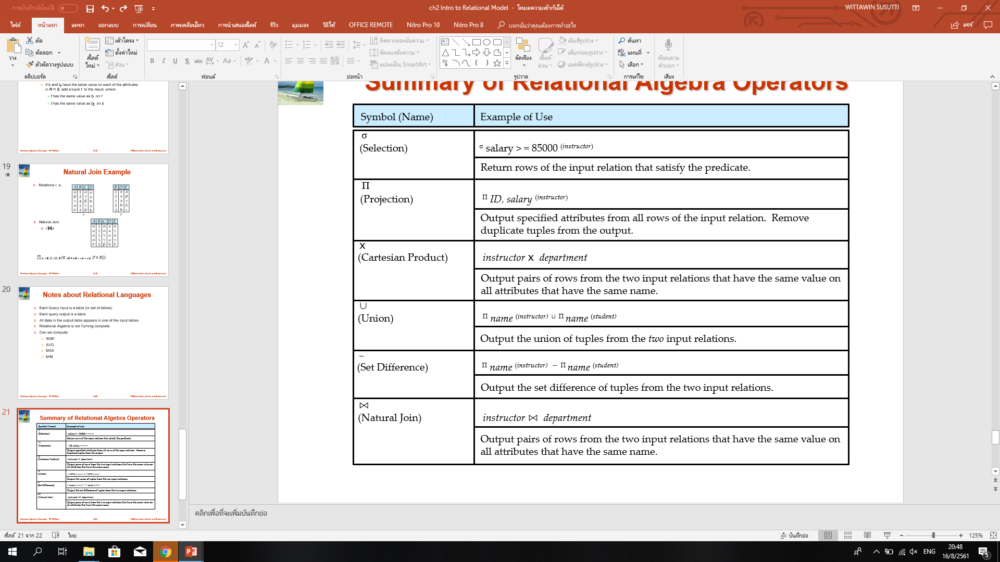 การบันทึกอัตโนมัติ
ch2 Intro to Relational Model - โหมดความเข้ากันได้
WITTAWIN SUSUTTI
ไฟล์ หน้าแรก แทรก ออกแบบ การเปลี่ยน ภาพเคลื่อนไหว การนำเสนอสไลด์ รีวิว มุมมอง วิธีใช้ OFFICE REMOTE Nitro Pro 10 Nitro Pro 8 บอกฉันว่าคุณต้องการทำอะไร แชร์
วาง
ตัด
คัดลอก
ตัวคัดวางรูปแบบ
คลิปบอร์ด
สไลด์
ใหม่
เค้าโครง
ตั้งค่าใหม่
ส่วน
สไลด์
12
B I U S abc AV Aa A
ฟอนต์
ทิศทางของข้อความ
จัดแนวข้อความ
แปลงเป็น SmartArt
ย่อหน้า
จัดเรียง
สไตล์
ด่วน
เติมสีรูปร่าง
เส้นกรอบรูปร่าง
เอฟเฟ็กต์รูปร่าง
รูปวาด
ค้นหา
แทนที่
เลือก
การแก้ไข
เขียนตาม
คำบอก
เสียง
If tr and ts have the same value on each of the attributes
in R ∩ S, add a tuple t to the result, where
t has the same value as tr on r
t has the same value as ts on s
19
Natural Join Example
Relations r, s:
A B C D
B D E
r
s
Natural Join
r ⋈ s
A B C D E
20
Notes about Relational Languages
Each Query input is a table (or set of tables)
Each query output is a table.
All data in the output table appears in one of the input tables
Relational Algebra is not Turning complete
Can we compute:
SUM
AVG
MAX
MIN
21
Summary of Relational Algebra Operators
Summary of Relational Algebra Operators
Symbol (Name) Example of Use
σ
(Selection)
σ salary > = 85000 (instructor)
Return rows of the input relation that satisfy the predicate.
Π
(Projection)
Π ID, salary (instructor)
Output specified attributes from all rows of the input relation. Remove
duplicate tuples from the output.
x
(Cartesian Product)
instructor x department
Output pairs of rows from the two input relations that have the same value on
all attributes that have the same name.
∪
(Union)
Π name (instructor) ∪ Π name (student)
Output the union of tuples from the two input relations.
–
(Set Difference)
Π name (instructor) -- Π name (student)
Output the set difference of tuples from the two input relations.
⋈
(Natural Join)
instructor ⋈ department
Output pairs of rows from the two input relations that have the same value on
all attributes that have the same name.
คลิกเพื่อที่จะเพิ่มบันทึกย่อ
สไลด์ 21 จาก 22 ไทย
บันทึกย่อ
125%
ENG
20:48
16/8/2561
5